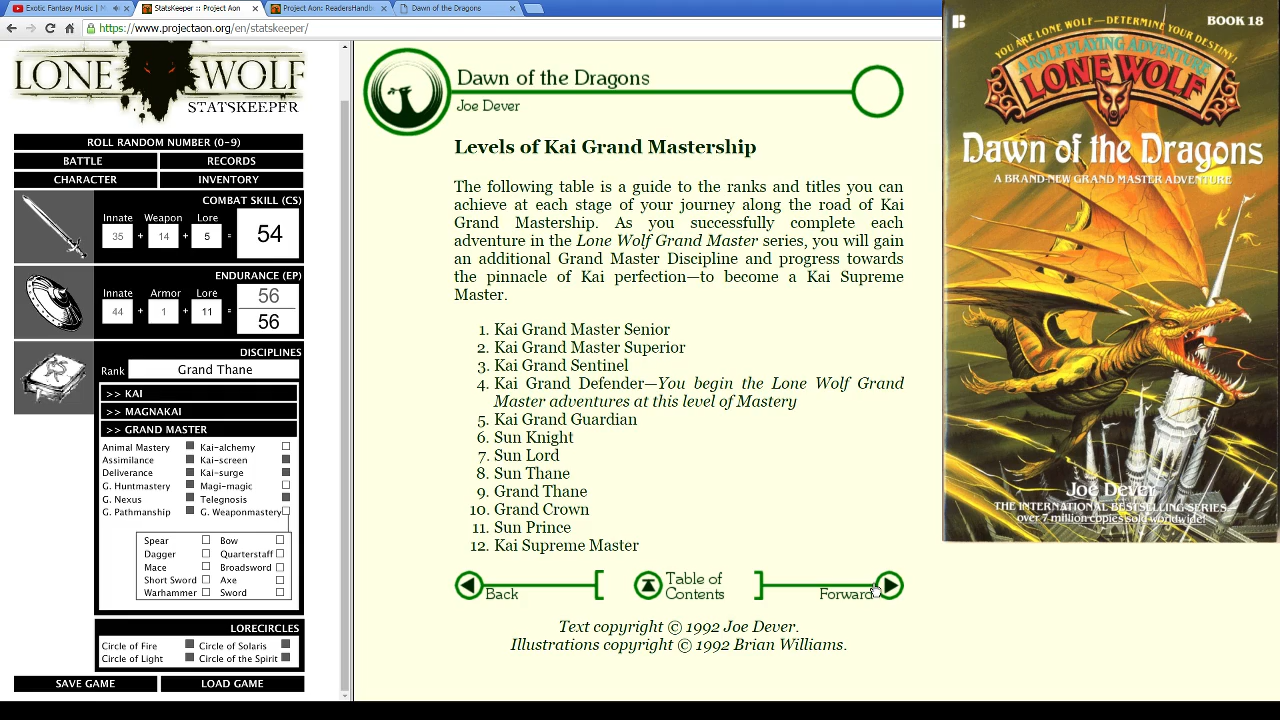 Exotic Fantasy Music | M
StatsKeeper :: Project Aon
Project Aon: ReadersHandb
Dawn of the Dragons
https://www.projectaon.org/en/statskeeper/
LONE WOLF
STATSKEEPER
ROLL RANDOM NUMBER (0-9)
BATTLE
RECORDS
CHARACTER
INVENTORY
COMBAT SKILL (CS)
Innate Weapon Lore
35 + 14 + 5 = 54
ENDURANCE (EP)
Innate Armor Lore
56
44 + 1 + 11 =
56
DISCIPLINES
Rank Grand Thane
>> KAI
>> MAGNAKAI
>> GRAND MASTER
Animal Mastery Kai-alchemy
Assimilance Kai-screen
Deliverance Kai-surge
G. Huntmastery Magi-magic
G. Nexus Telegnosis
G. Pathmanship G. Weaponmastery
Spear Bow
Dagger Quarterstaff
Mace Broadsword
Short Sword Axe
Warhammer Sword
LORECIRCLES
Circle of Fire Circle of Solaris
Circle of Light Circle of the Spirit
SAVE GAME
LOAD GAME
Dawn of the Dragons
Joe Dever
Levels of Kai Grand Mastership
The following table is a guide to the ranks and titles you can
achieve at each stage of your journey along the road of Kai
Grand Mastership. As you successfully complete each
adventure in the Lone Wolf Grand Master series, you will gain
an additional Grand Master Discipline and progress towards
the pinnacle of Kai perfection—to become a Kai Supreme
Master.
1. Kai Grand Master Senior
2. Kai Grand Master Superior
3. Kai Grand Sentinel
4. Kai Grand Defender—You begin the Lone Wolf Grand
Master adventures at this level of Mastery
5. Kai Grand Guardian
6. Sun Knight
7. Sun Lord
8. Sun Thane
9. Grand Thane
10. Grand Crown
11. Sun Prince
12. Kai Supreme Master
Back
Table of
Contents
Forward
Text copyright © 1992 Joe Dever.
Illustrations copyright © 1992 Brian Williams.
B
BOOK 18
YOU ARE LONE WOLF—DETERMINE YOUR DESTINY!
A ROLE PLAYING ADVENTURE
LONE WOLF
Dawn of the Dragons
A BRAND-NEW GRAND MASTER ADVENTURE
Joe Dever
THE INTERNATIONAL BESTSELLING SERIES—
over 7 million copies sold worldwide!